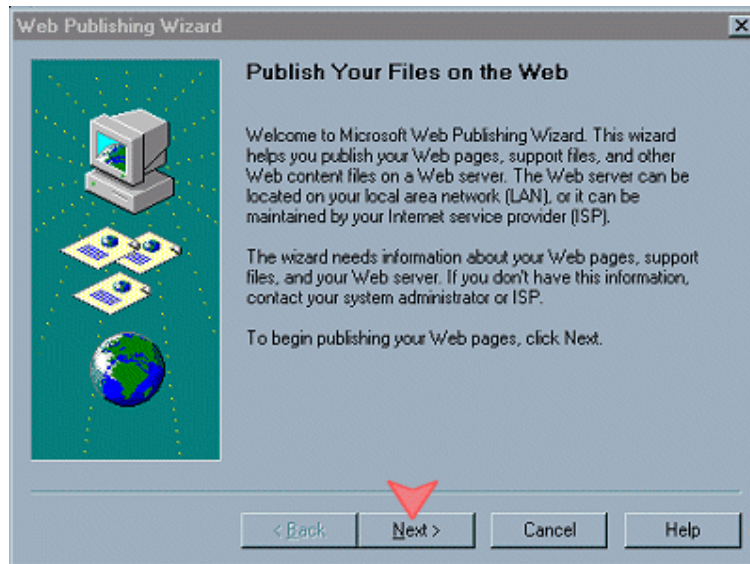 Web Publishing Wizard
Publish Your Files on the Web
Welcome to Microsoft Web Publishing Wizard. This wizard
helps you publish your Web pages, support files, and other
Web content files on a Web server. The Web server can be
located on your local area network (LAN), or it can be
maintained by your Internet service provider (ISP).
The wizard needs information about your Web pages, support
files, and your Web server. If you don't have this information,
contact your system administrator or ISP.
To begin publishing your Web pages, click Next.
< Back
Next >
Cancel
Help